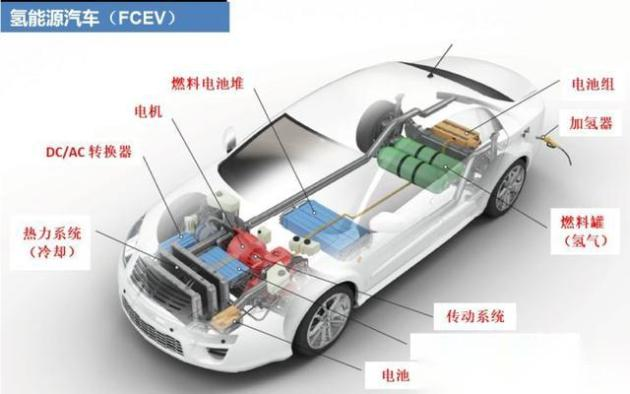 氢能源汽车（FCEV）
燃料电池堆
电池组
电机
加氢器
DC/AC 转换器
热力系统
（冷却）
燃料罐
（氢气）
传动系统
电池